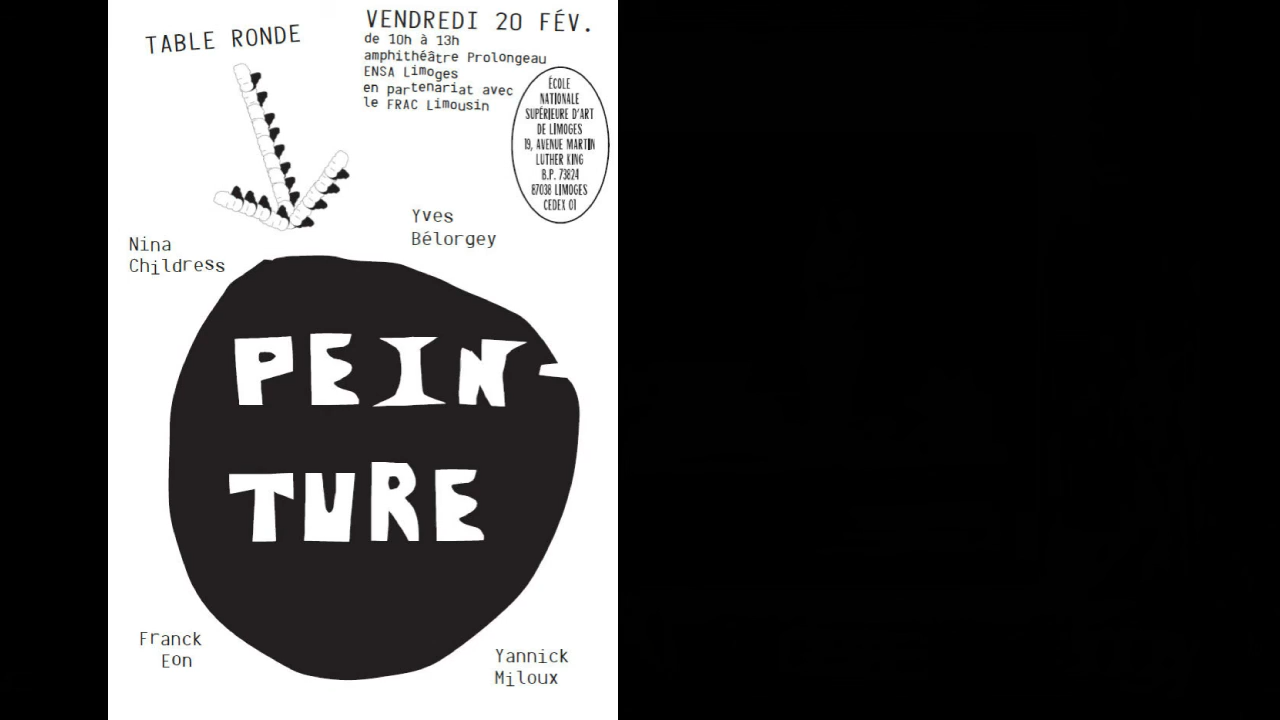 TABLE RONDE
VENDREDI 20 FÉV.
de 10h à 13h
amphithéâtre Prolongeau
ENSA Limoges
en partenariat avec
le FRAC Limousin
ÉCOLE
NATIONALE
SUPÉRIEURE D'ART
DE LIMOGES
19, AVENUE MARTIN
LUTHER KING
B.P. 73824
87038 LIMOGES
CEDEX 01
Yves
Bélorgey
Nina
Childress
PEIN-
TURE
Franck
Eon
Yannick
Miloux